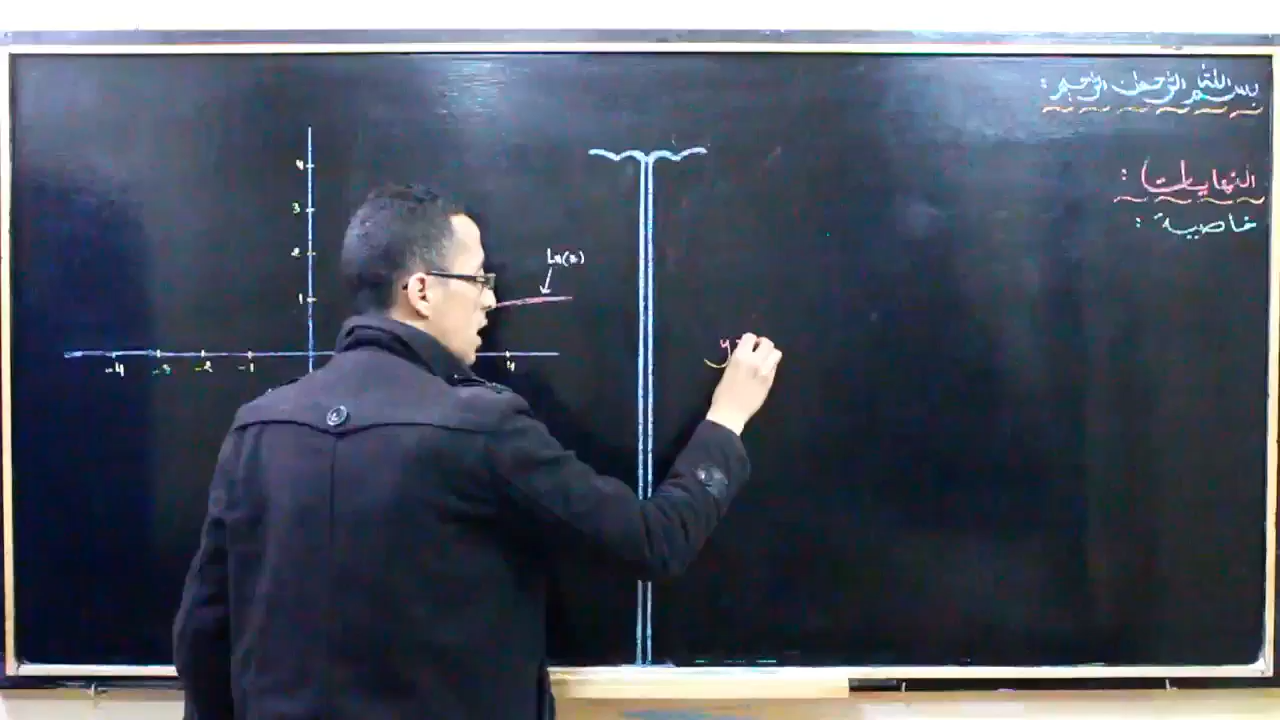 بسم الله الرحمن الرحيم :
النهايات :
خاصية :
4
3
2
1
Ln(x)
-4 -3 -2 -1 4
y=